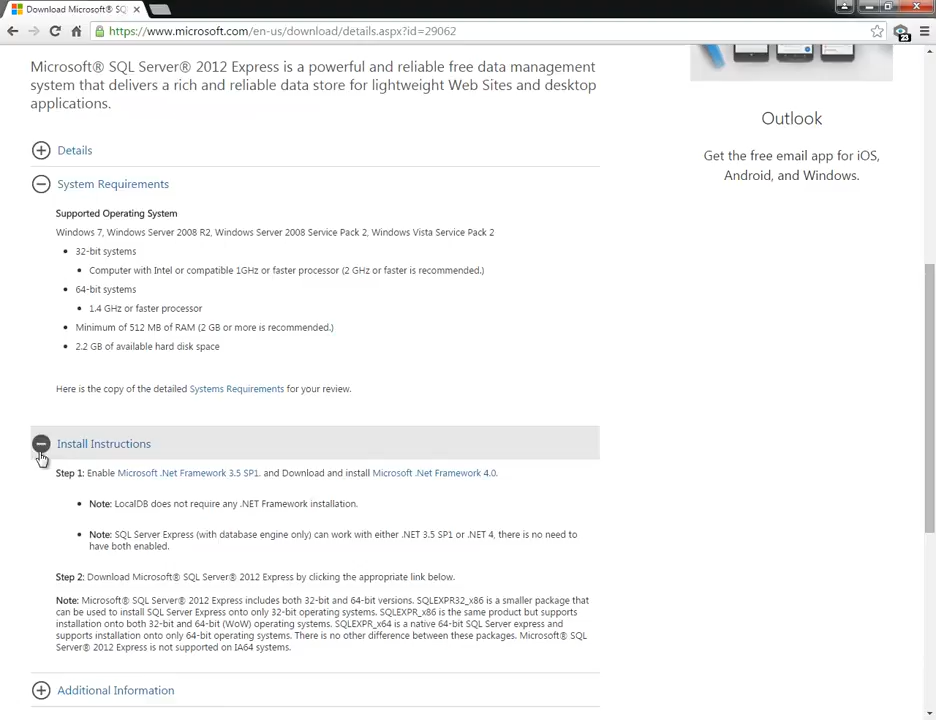 Download Microsoft® SQ
https://www.microsoft.com/en-us/download/details.aspx?id=29062
23
Microsoft® SQL Server® 2012 Express is a powerful and reliable free data management
system that delivers a rich and reliable data store for lightweight Web Sites and desktop
applications.
Outlook
Get the free email app for iOS,
Android, and Windows.
Details
System Requirements
Supported Operating System
Windows 7, Windows Server 2008 R2, Windows Server 2008 Service Pack 2, Windows Vista Service Pack 2
32-bit systems
Computer with Intel or compatible 1GHz or faster processor (2 GHz or faster is recommended.)
64-bit systems
1.4 GHz or faster processor
Minimum of 512 MB of RAM (2 GB or more is recommended.)
2.2 GB of available hard disk space
Here is the copy of the detailed Systems Requirements for your review.
Install Instructions
Step 1: Enable Microsoft .Net Framework 3.5 SP1. and Download and install Microsoft .Net Framework 4.0.
Note: LocalDB does not require any .NET Framework installation.
Note: SQL Server Express (with database engine only) can work with either .NET 3.5 SP1 or .NET 4, there is no need to
have both enabled.
Step 2: Download Microsoft® SQL Server® 2012 Express by clicking the appropriate link below.
Note: Microsoft® SQL Server® 2012 Express includes both 32-bit and 64-bit versions. SQLEXPR32_x86 is a smaller package that
can be used to install SQL Server Express onto only 32-bit operating systems. SQLEXPR_x86 is the same product but supports
installation onto both 32-bit and 64-bit (WoW) operating systems. SQLEXPR_x64 is a native 64-bit SQL Server express and
supports installation onto only 64-bit operating systems. There is no other difference between these packages. Microsoft® SQL
Server® 2012 Express is not supported on IA64 systems.
Additional Information